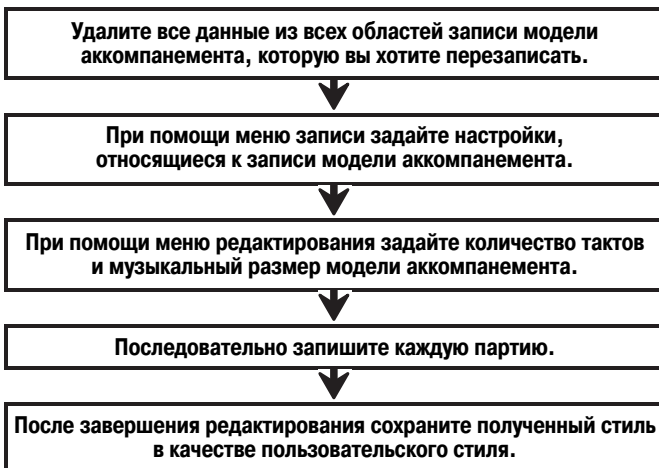 Удалите все данные из всех областей записи модели
аккомпанемента, которую вы хотите перезаписать.
При помощи меню записи задайте настройки,
относящиеся к записи модели аккомпанемента.
При помощи меню редактирования задайте количество тактов
и музыкальный размер модели аккомпанемента.
Последовательно запишите каждую партию.
После завершения редактирования сохраните полученный стиль
в качестве пользовательского стиля.